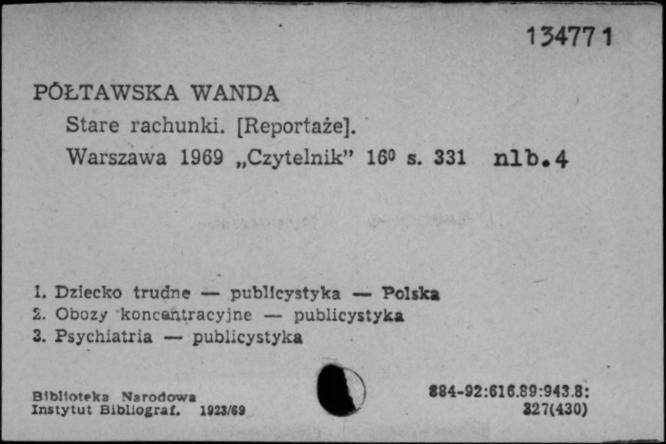 134771
PÓŁTAWSKA WANDA
Stare rachunki. [Reportaże].
Warszawa 1969 „Czytelnik” 16⁰ s. 331 nlb.4
1. Dziecko trudne — publicystyka — Polska
2. Obozy koncentracyjne — publicystyka
3. Psychiatria — publicystyka
Biblioteka Narodowa
Instytut Bibliograf. 1923/69
884-92:616.89:943.8:
327(430)